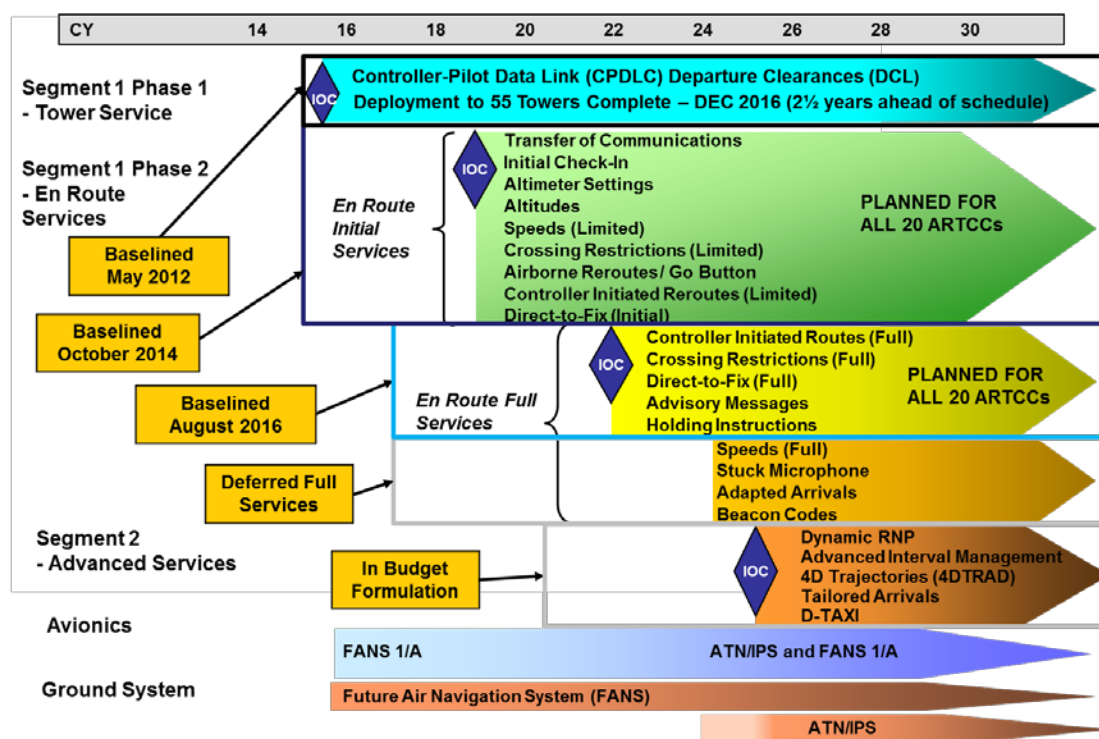 CY 14 16 18 20 22 24 26 28 30
Segment 1 Phase 1
- Tower Service
IOC
Controller-Pilot Data Link (CPDLC) Departure Clearances (DCL)
Deployment to 55 Towers Complete – DEC 2016 (2½ years ahead of schedule)
Segment 1 Phase 2
- En Route
Services
Baselined
May 2012
Baselined
October 2014
En Route
Initial
Services
IOC
Transfer of Communications
Initial Check-In
Altimeter Settings
Altitudes
Speeds (Limited)
Crossing Restrictions (Limited)
Airborne Reroutes/ Go Button
Controller Initiated Reroutes (Limited)
Direct-to-Fix (Initial)
PLANNED FOR
ALL 20 ARTCCs
Baselined
August 2016
En Route Full
Services
IOC
Controller Initiated Routes (Full)
Crossing Restrictions (Full)
Direct-to-Fix (Full)
Advisory Messages
Holding Instructions
PLANNED FOR
ALL 20 ARTCCs
Deferred Full
Services
Speeds (Full)
Stuck Microphone
Adapted Arrivals
Beacon Codes
Segment 2
- Advanced Services
In Budget
Formulation
IOC
Dynamic RNP
Advanced Interval Management
4D Trajectories (4DTRAD)
Tailored Arrivals
D-TAXI
Avionics
FANS 1/A
ATN/IPS and FANS 1/A
Ground System
Future Air Navigation System (FANS)
ATN/IPS